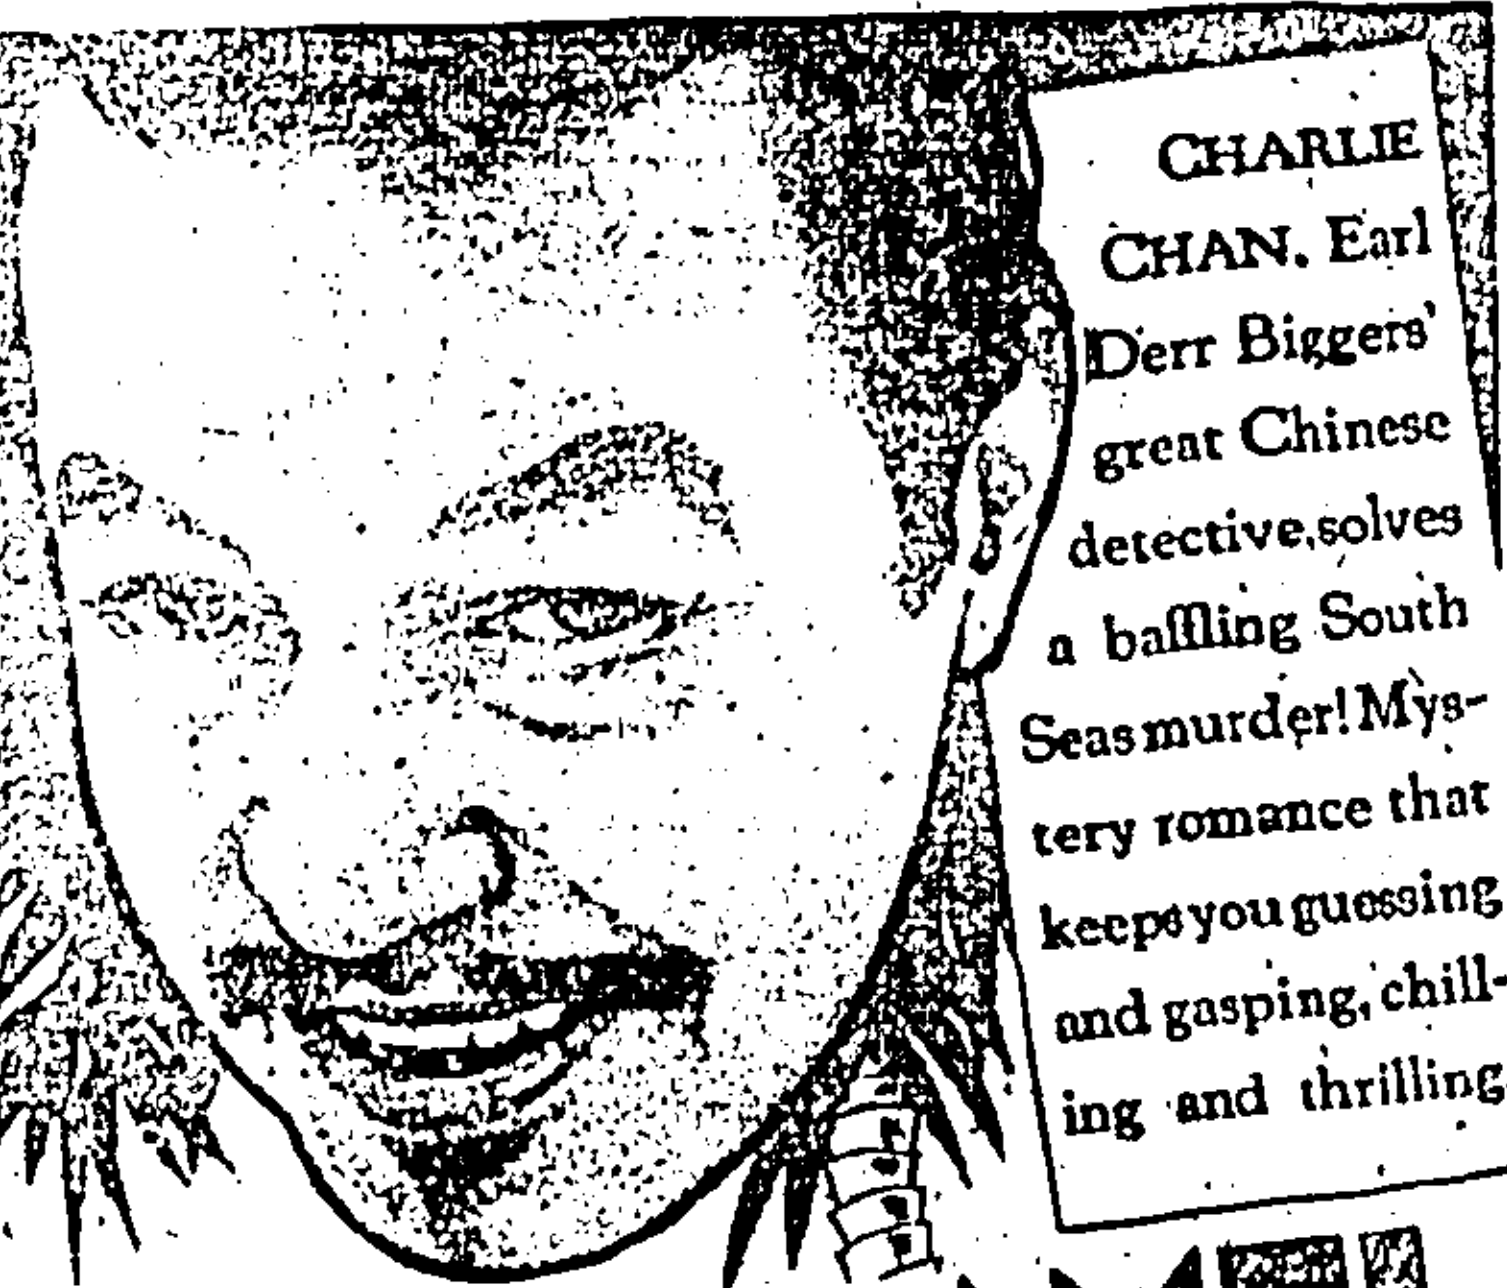 CHARLIE
CHAN. Earl
Derr Biggers'
great Chinese
detective, solves
a baffling South
Seas murder! Mys-
tery romance that
keeps you guessing
and gasping, chill-
ing and thrilling